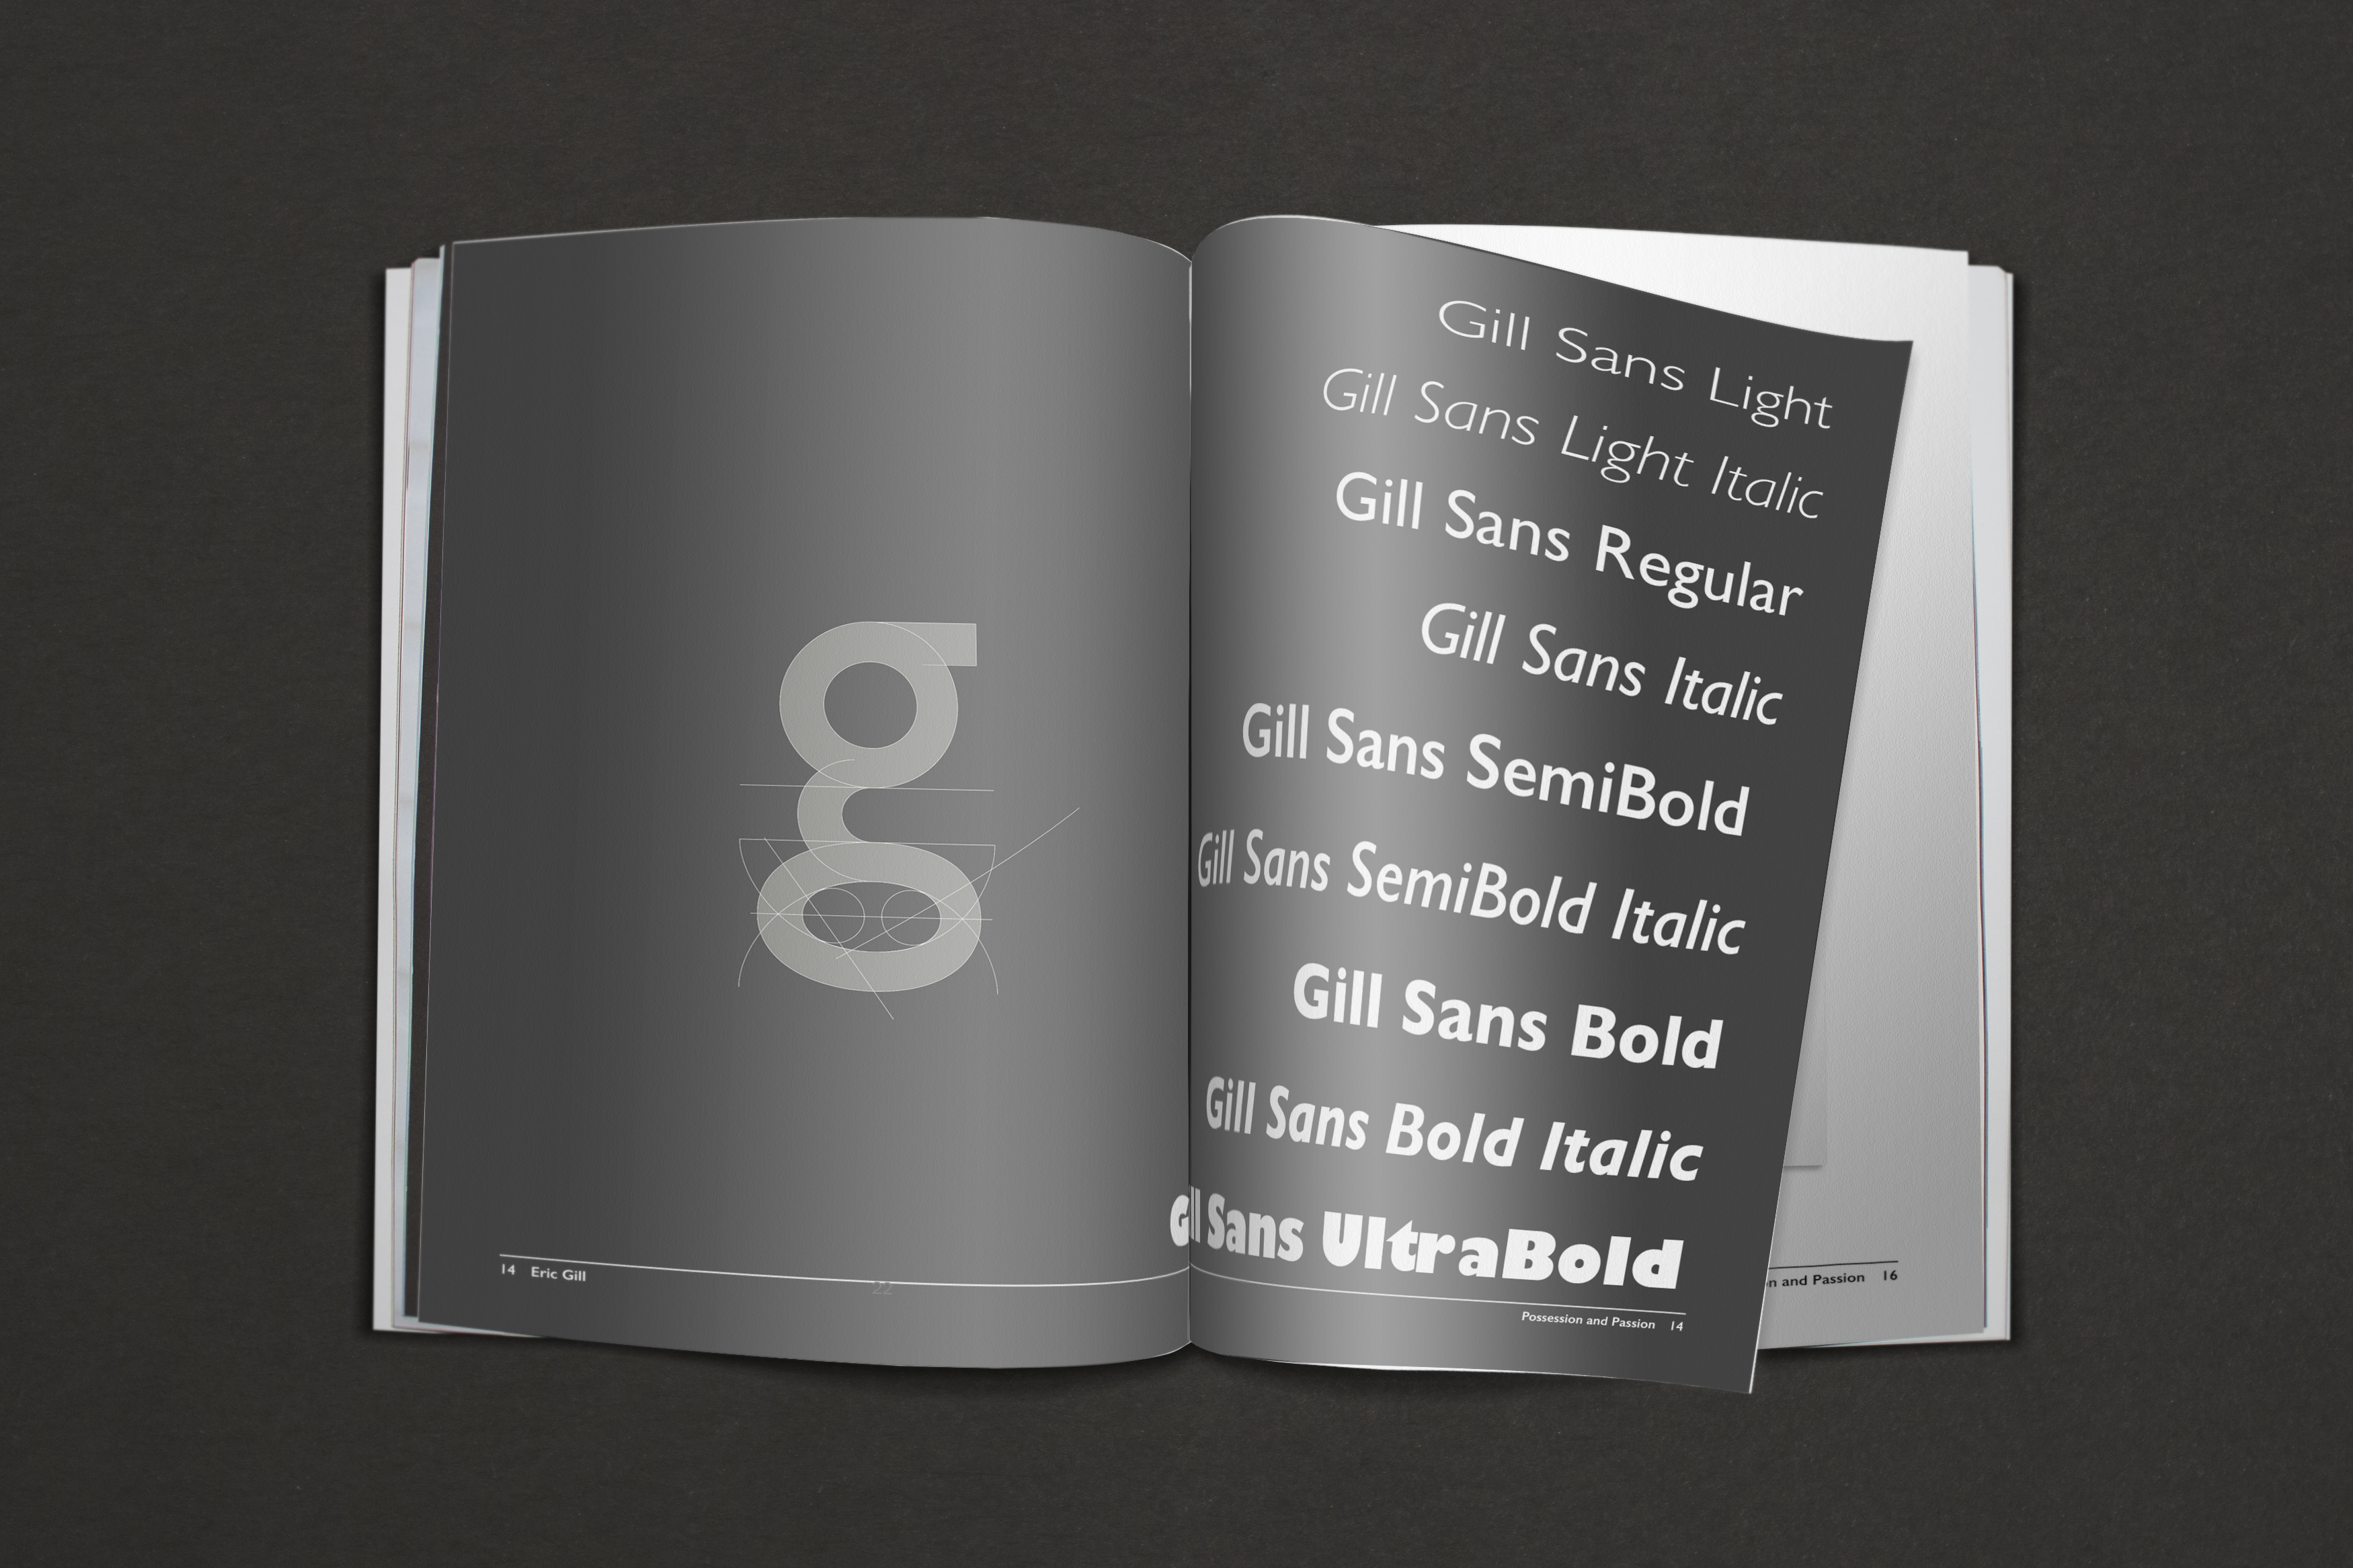 g
14 Eric Gill
22
Gill Sans Light
Gill Sans Light Italic
Gill Sans Regular
Gill Sans Italic
Gill Sans SemiBold
Gill Sans SemiBold Italic
Gill Sans Bold
Gill Sans Bold Italic
Gill Sans UltraBold
Possession and Passion 14
n and Passion 16